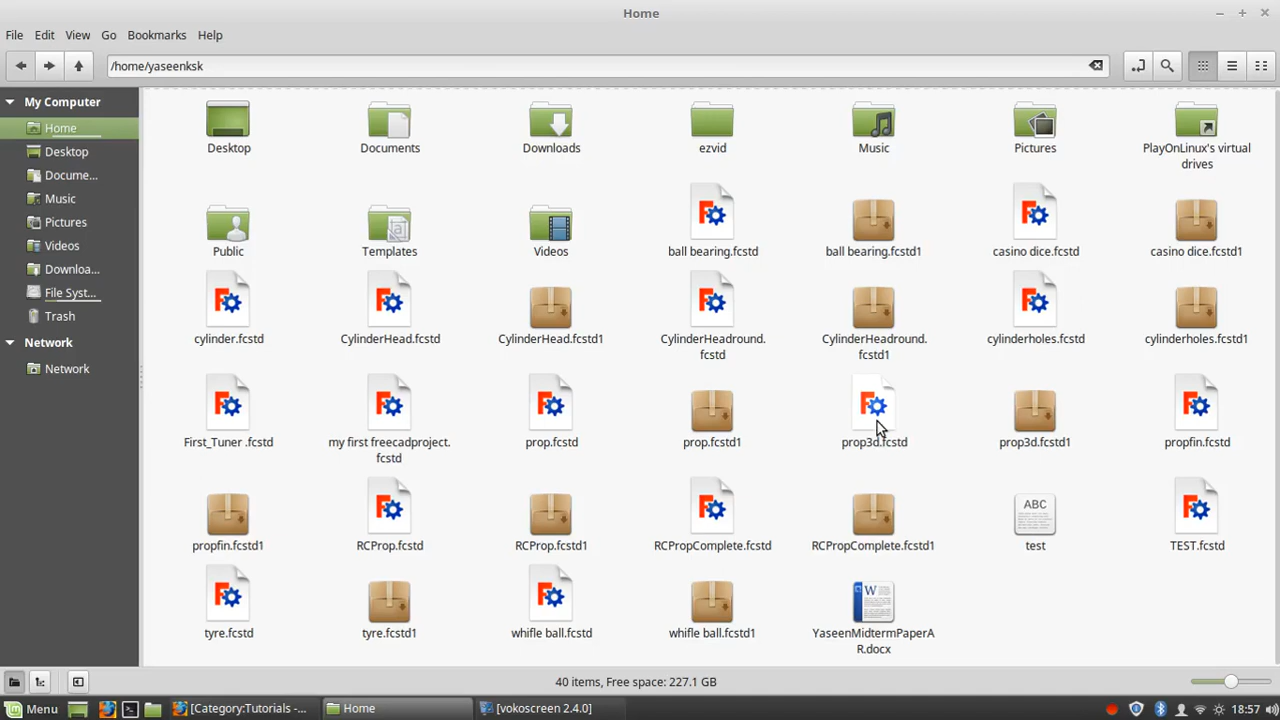 Home
File Edit View Go Bookmarks Help
/home/yaseenksk
My Computer
Home
Desktop
Docume...
Music
Pictures
Videos
Downloa...
File Syst...
Trash
Network
Network
Desktop Documents Downloads ezvid Music Pictures PlayOnLinux's virtual
drives
Public Templates Videos ball bearing.fcstd ball bearing.fcstd1 casino dice.fcstd casino dice.fcstd1
cylinder.fcstd CylinderHead.fcstd CylinderHead.fcstd1 CylinderHeadround. CylinderHeadround. cylinderholes.fcstd cylinderholes.fcstd1
fcstd fcstd1
First_Tuner .fcstd my first freecadproject. prop.fcstd prop.fcstd1 prop3d.fcstd prop3d.fcstd1 propfin.fcstd
fcstd
ABC
propfin.fcstd1 RCProp.fcstd RCProp.fcstd1 RCPropComplete.fcstd RCPropComplete.fcstd1 test TEST.fcstd
W
tyre.fcstd tyre.fcstd1 whifle ball.fcstd whifle ball.fcstd1 YaseenMidtermPaperA
R.docx
40 items, Free space: 227.1 GB
Menu [Category:Tutorials -... Home [vokoscreen 2.4.0] 18:57